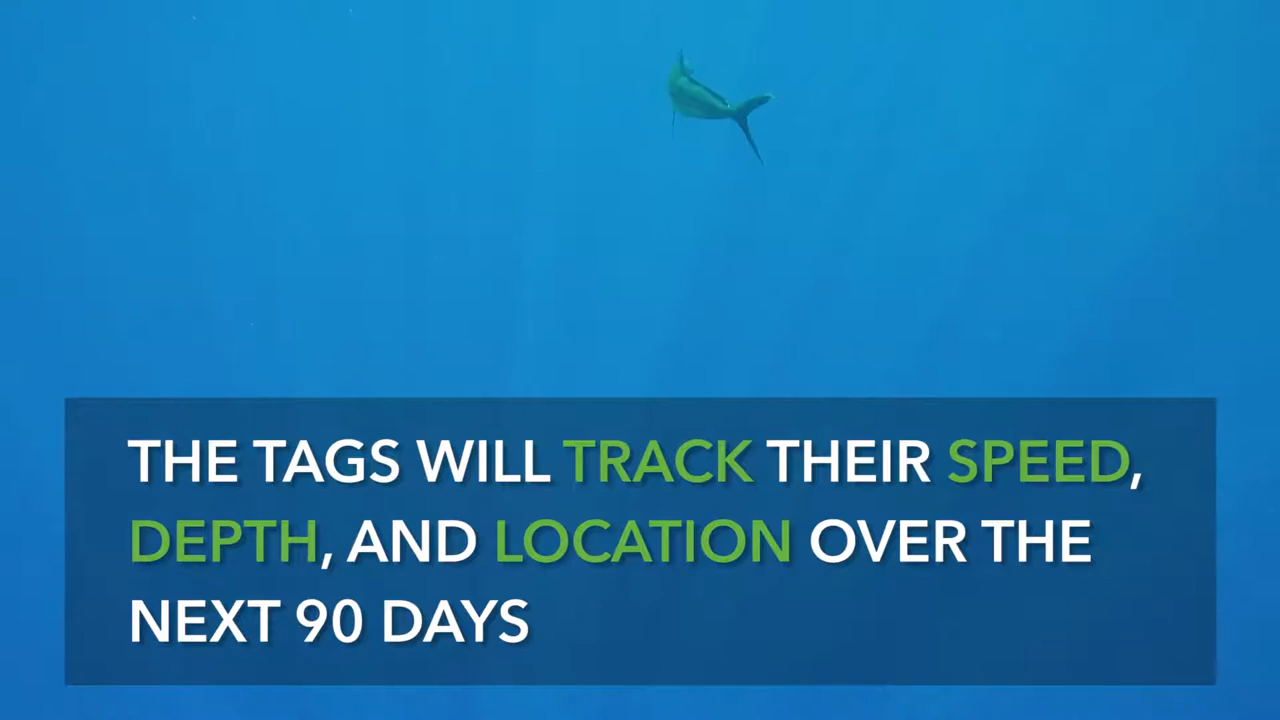 THE TAGS WILL TRACK THEIR SPEED,
DEPTH, AND LOCATION OVER THE
NEXT 90 DAYS